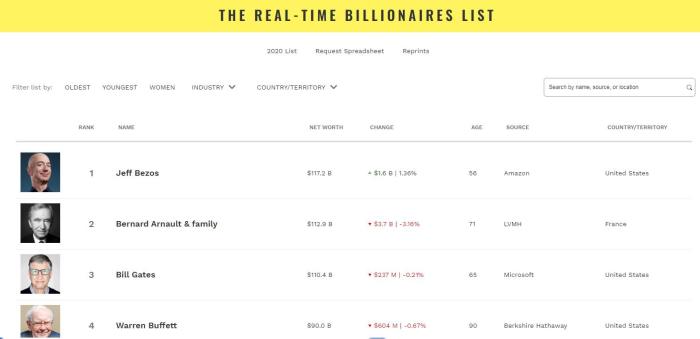 THE REAL-TIME BILLIONAIRES LIST
2020 List Request Spreadsheet Reprints
Filter list by: OLDEST YOUNGEST WOMEN INDUSTRY COUNTRY/TERRITORY Search by name, source, or location
RANK NAME NET WORTH CHANGE AGE SOURCE COUNTRY/TERRITORY
1 Jeff Bezos $117.2 B $1.6 B | 1.36% 56 Amazon United States
2 Bernard Arnault & family $112.9 B $3.7 B | -3.16% 71 LVMH France
3 Bill Gates $110.4 B $237 M | -0.21% 65 Microsoft United States
4 Warren Buffett $90.0 B $604 M | -0.67% 90 Berkshire Hathaway United States